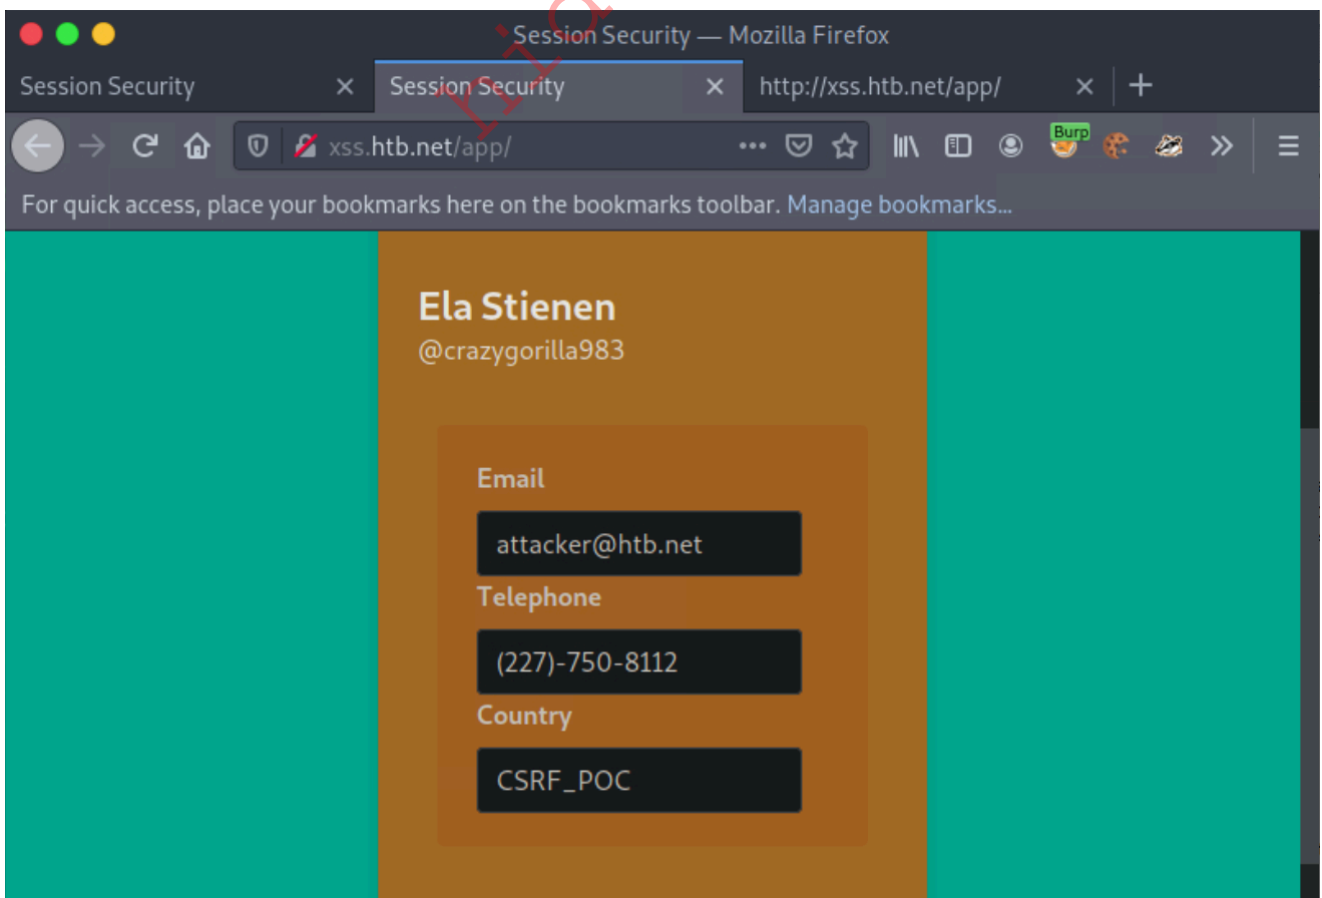 Session Security — Mozilla Firefox
Session Security
Session Security
http://xss.htb.net/app/
xss.htb.net/app/
Burp
For quick access, place your bookmarks here on the bookmarks toolbar. Manage bookmarks...
Ela Stienen
@crazygorilla983
Email
attacker@htb.net
Telephone
(227)-750-8112
Country
CSRF_POC